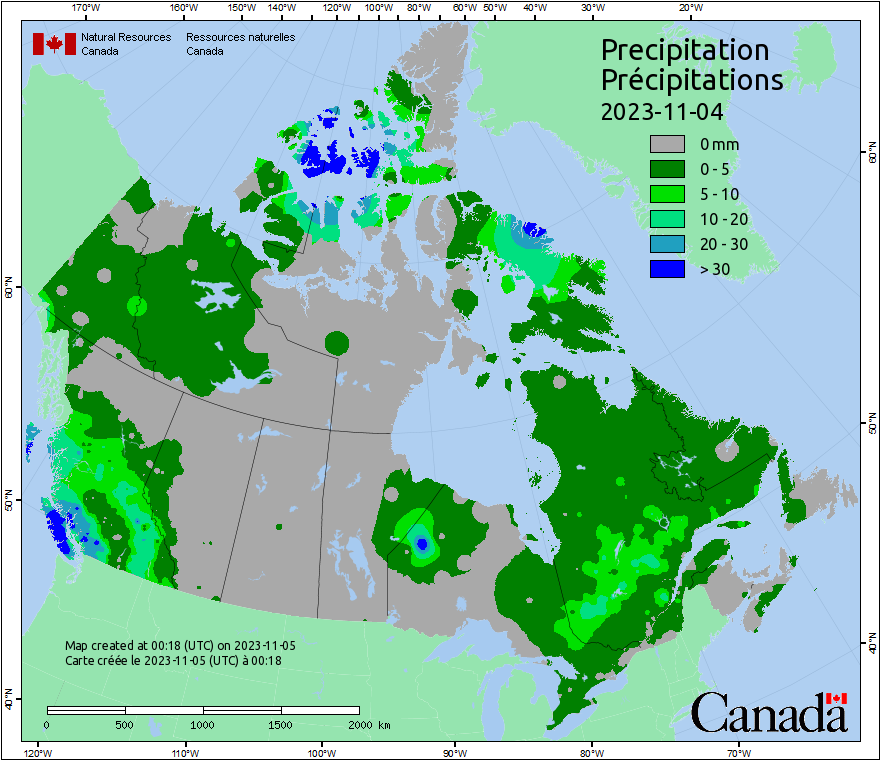 170°W 160°W 150°W 140°W 120°W 100°W 80°W 60°W 50°W 40°W 30°W 20°W
Natural Resources Ressources naturelles
Canada Canada
Precipitation
Précipitations
2023-11-04
0 mm
0 - 5
5 - 10
10 - 20
20 - 30
> 30
60°N
60°N
50°N
50°N
40°N
40°N
Map created at 00:18 (UTC) on 2023-11-05
Carte créée le 2023-11-05 (UTC) à 00:18
0 500 1000 1500 2000 km
Canada
120°W 110°W 100°W 90°W 80°W 70°W